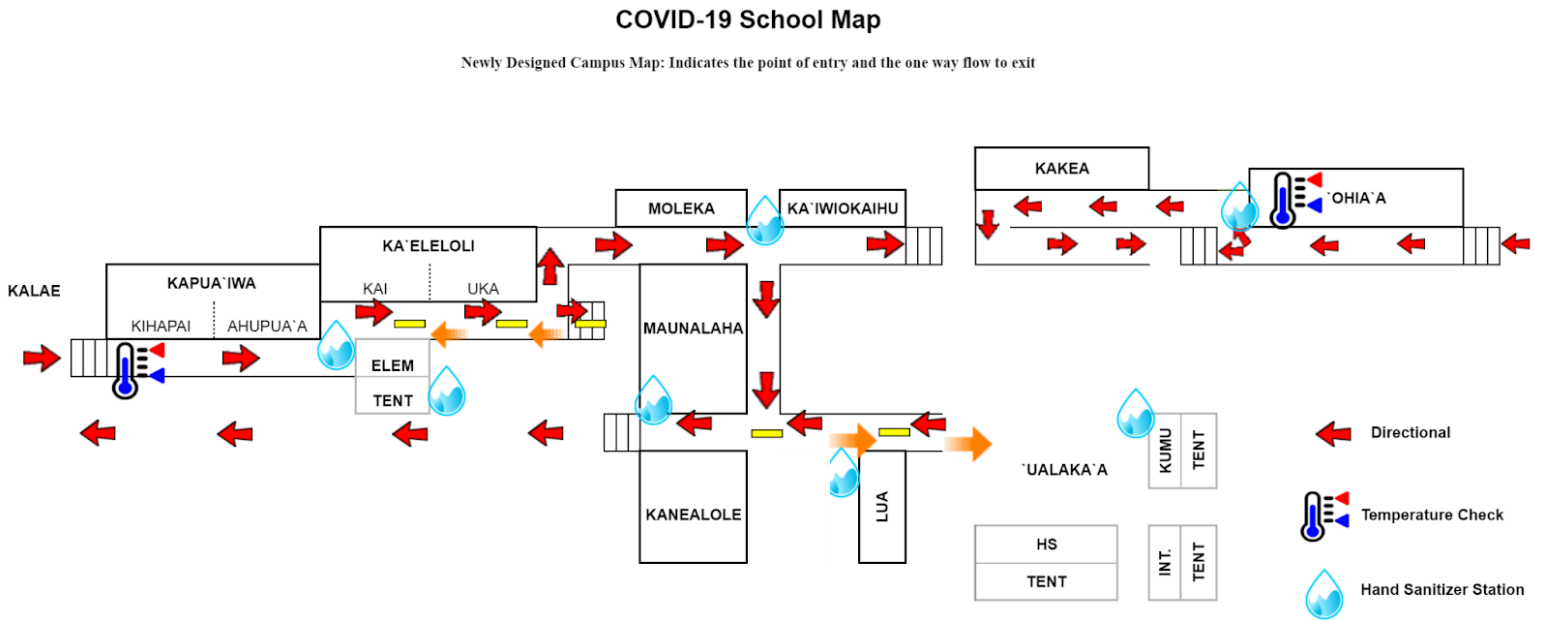 COVID-19 School Map
Newly Designed Campus Map: Indicates the point of entry and the one way flow to exit
KAKEA
`OHIA`A
MOLEKA
KA`IWIOKAIHU
KA`ELELOLI
KAI
UKA
KAPUA`IWA
KALAE
KIHAPAI
AHUPUA`A
MAUNALAHA
ELEM
TENT
KANEALOLE
LUA
`UALAKA`A
KUMU
TENT
HS
TENT
INT.
TENT
Directional
Temperature Check
Hand Sanitizer Station